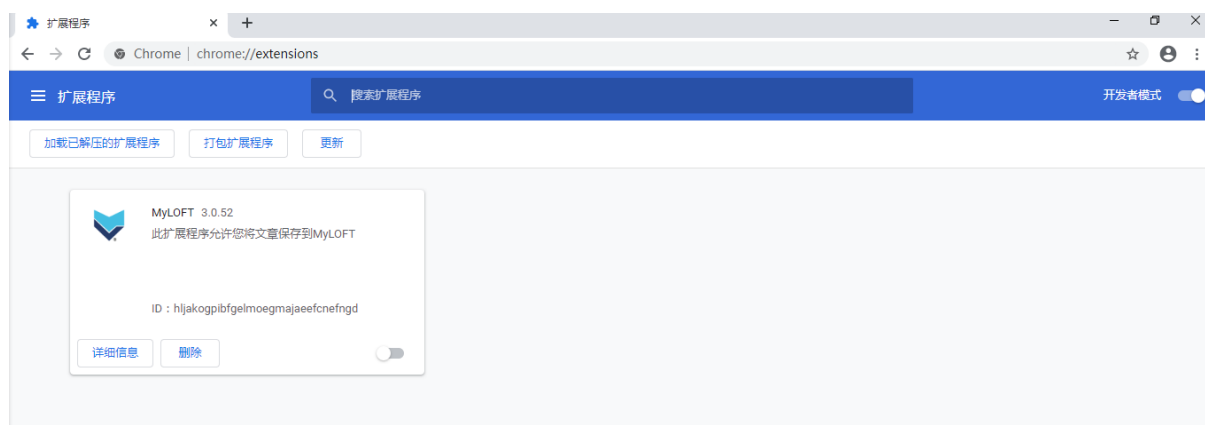 扩展程序
Chrome | chrome://extensions
扩展程序
搜索扩展程序
开发者模式
加载已解压的扩展程序
打包扩展程序
更新
MyLOFT 3.0.52
此扩展程序允许您将文章保存到MyLOFT
ID：hljakogpibfgelmoegmajaeefcnefngd
详细信息
删除